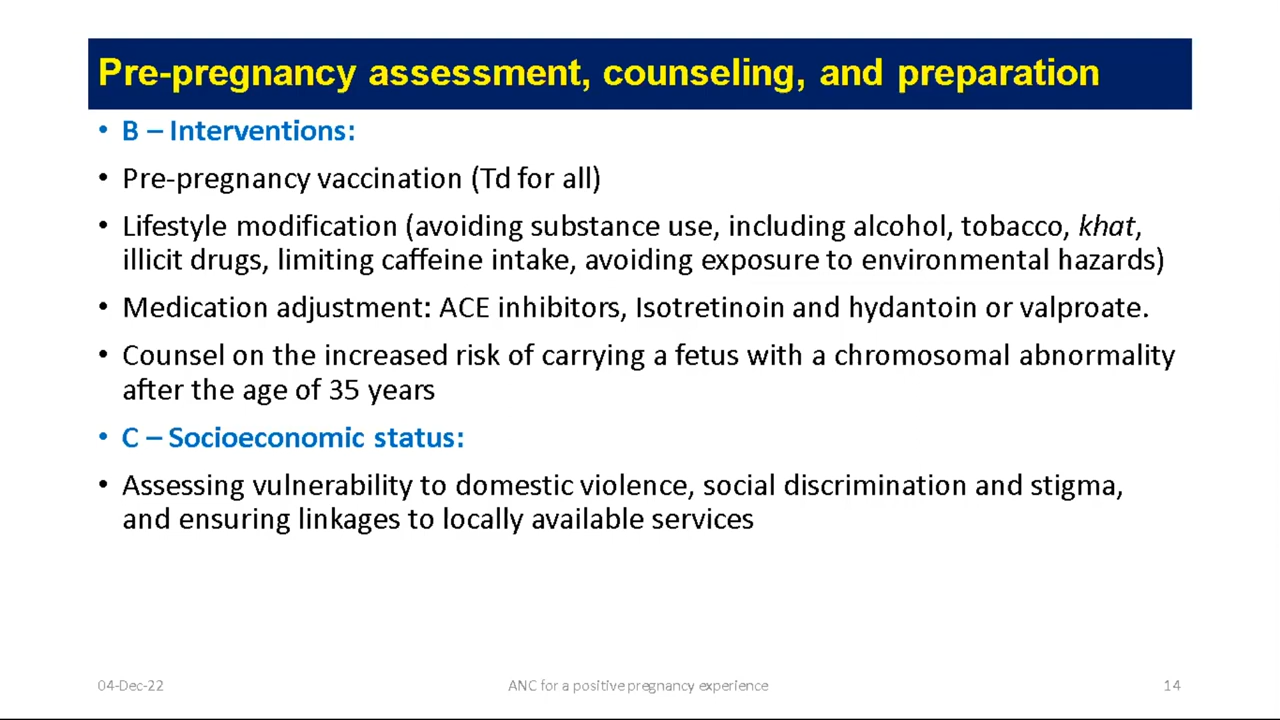 Pre-pregnancy assessment, counseling, and preparation
• B – Interventions:
• Pre-pregnancy vaccination (Td for all)
• Lifestyle modification (avoiding substance use, including alcohol, tobacco, khat,
illicit drugs, limiting caffeine intake, avoiding exposure to environmental hazards)
• Medication adjustment: ACE inhibitors, Isotretinoin and hydantoin or valproate.
• Counsel on the increased risk of carrying a fetus with a chromosomal abnormality
after the age of 35 years
• C – Socioeconomic status:
• Assessing vulnerability to domestic violence, social discrimination and stigma,
and ensuring linkages to locally available services
04-Dec-22
ANC for a positive pregnancy experience
14